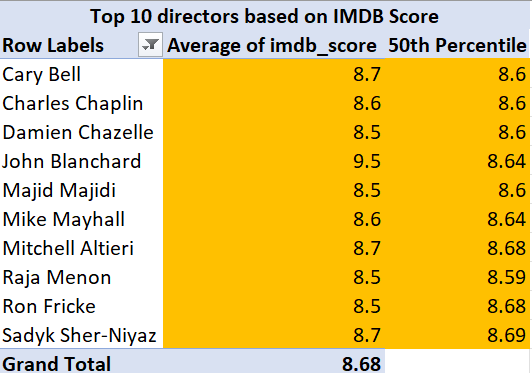 Top 10 directors based on IMDB Score
Row Labels Average of imdb_score 50th Percentile
Cary Bell 8.7 8.6
Charles Chaplin 8.6 8.6
Damien Chazelle 8.5 8.6
John Blanchard 9.5 8.64
Majid Majidi 8.5 8.6
Mike Mayhall 8.6 8.64
Mitchell Altieri 8.7 8.68
Raja Menon 8.5 8.59
Ron Fricke 8.5 8.68
Sadyk Sher-Niyaz 8.7 8.69
Grand Total 8.68